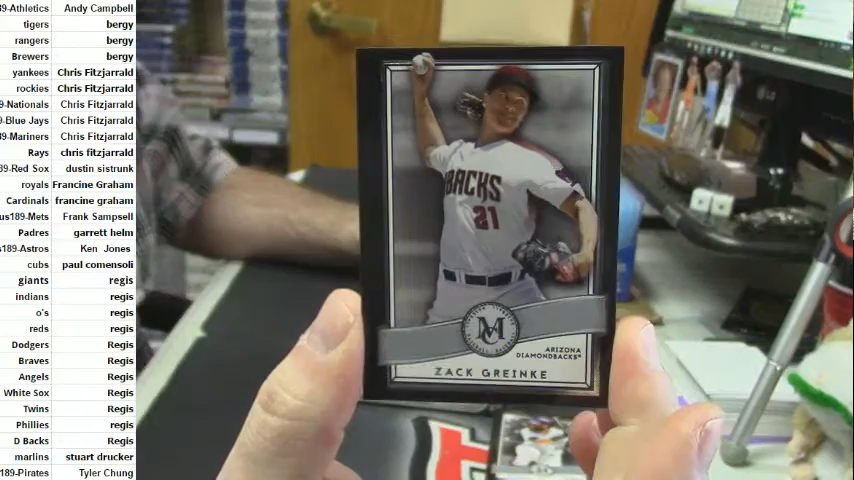 89-Athletics Andy Campbell
tigers bergy
rangers bergy
Brewers bergy
yankees Chris Fitzjarrald
rockies Chris Fitzjarrald
9-Nationals Chris Fitzjarrald
9-Blue Jays Chris Fitzjarrald
89-Mariners Chris Fitzjarrald
Rays chris fitzjarrald
89-Red Sox dustin sistrunk
royals Francine Graham
Cardinals francine graham
us189-Mets Frank Sampsell
Padres garrett helm
s189-Astros Ken Jones
cubs paul comensoli
giants regis
indians regis
o's regis
reds regis
Dodgers Regis
Braves Regis
Angels Regis
White Sox Regis
Twins Regis
Phillies regis
D Backs Regis
marlins stuart drucker
189-Pirates Tyler Chung
BACKS
21
M
ARIZONA
DIAMONDBACKS
ZACK GREINKE